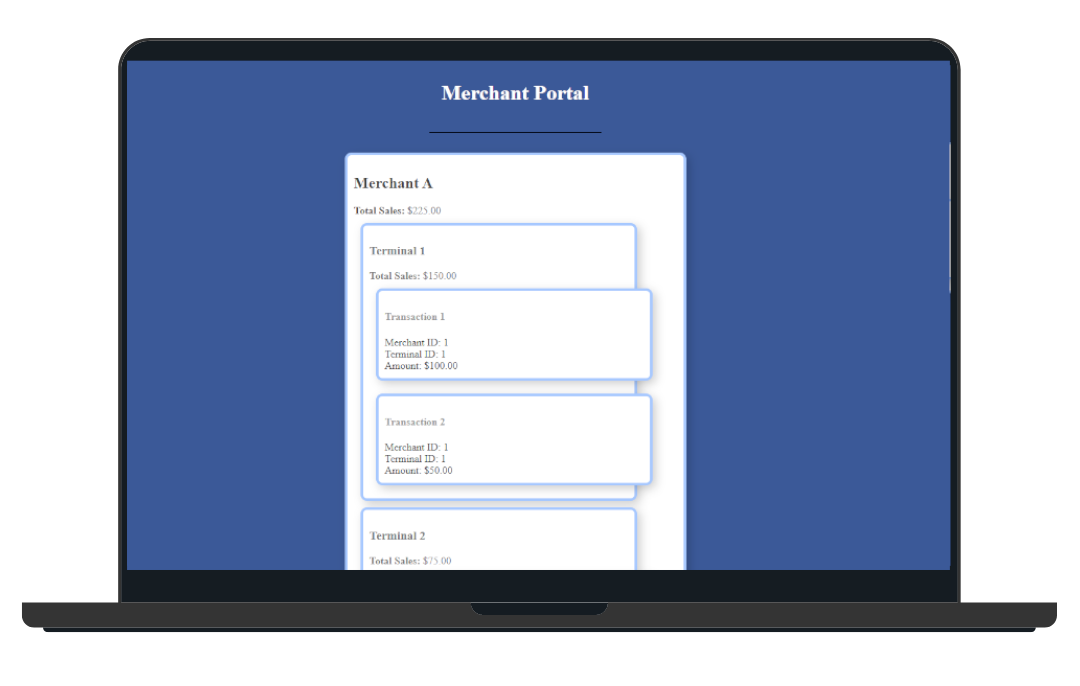 Merchant Portal
Merchant A
Total Sales: $225.00
Terminal 1
Total Sales: $150.00
Transaction 1
Merchant ID: 1
Terminal ID: 1
Amount: $100.00
Transaction 2
Merchant ID: 1
Terminal ID: 1
Amount: $50.00
Terminal 2
Total Sales: $75.00